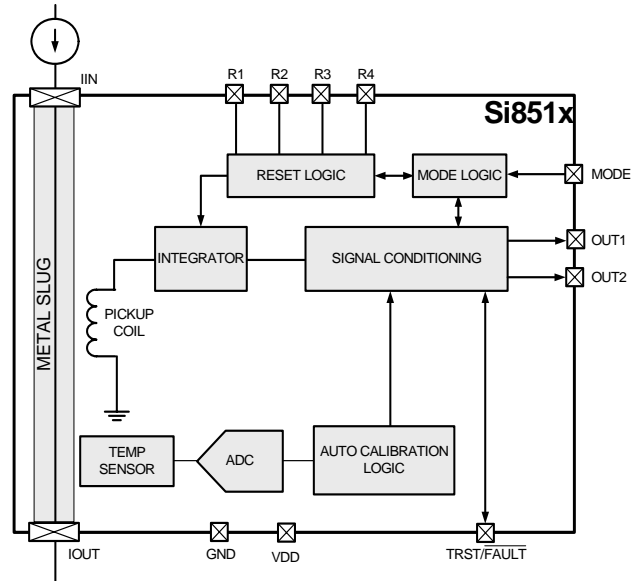 IIN
R1 R2 R3 R4
Si851x
RESET LOGIC
MODE LOGIC
MODE
OUT1
INTEGRATOR
SIGNAL CONDITIONING
OUT2
METAL SLUG
PICKUP
COIL
TEMP
SENSOR
ADC
AUTO CALIBRATION
LOGIC
IOUT
GND
VDD
TRST/FAULT